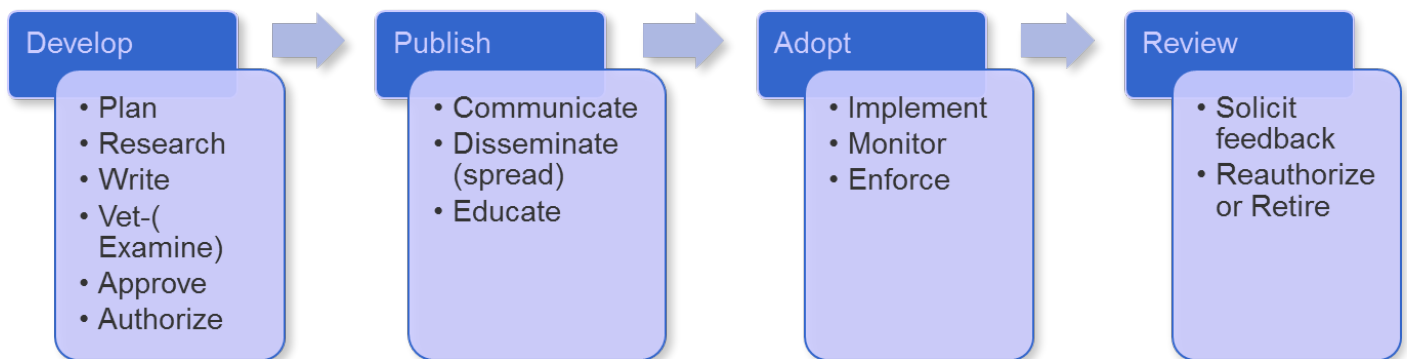 Develop
• Plan
• Research
• Write
• Vet-(
Examine)
• Approve
• Authorize
Publish
• Communicate
• Disseminate
(spread)
• Educate
Adopt
• Implement
• Monitor
• Enforce
Review
• Solicit
feedback
• Reauthorize
or Retire